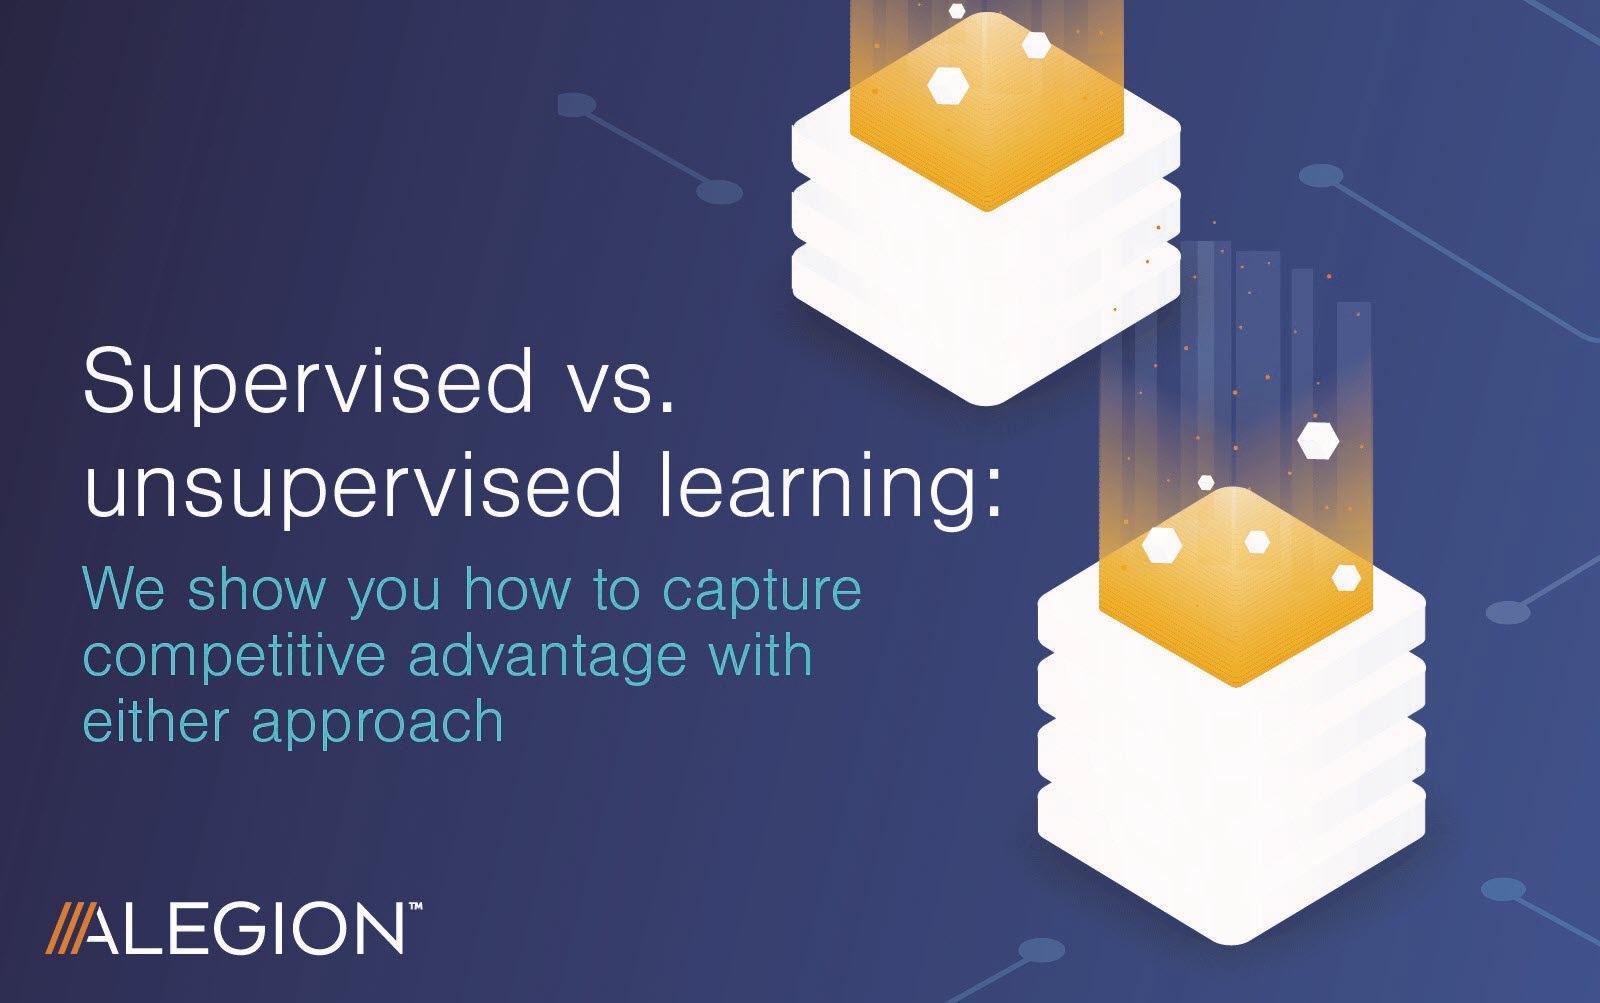 Supervised vs.
unsupervised learning:
We show you how to capture
competitive advantage with
either approach
ALEGION™